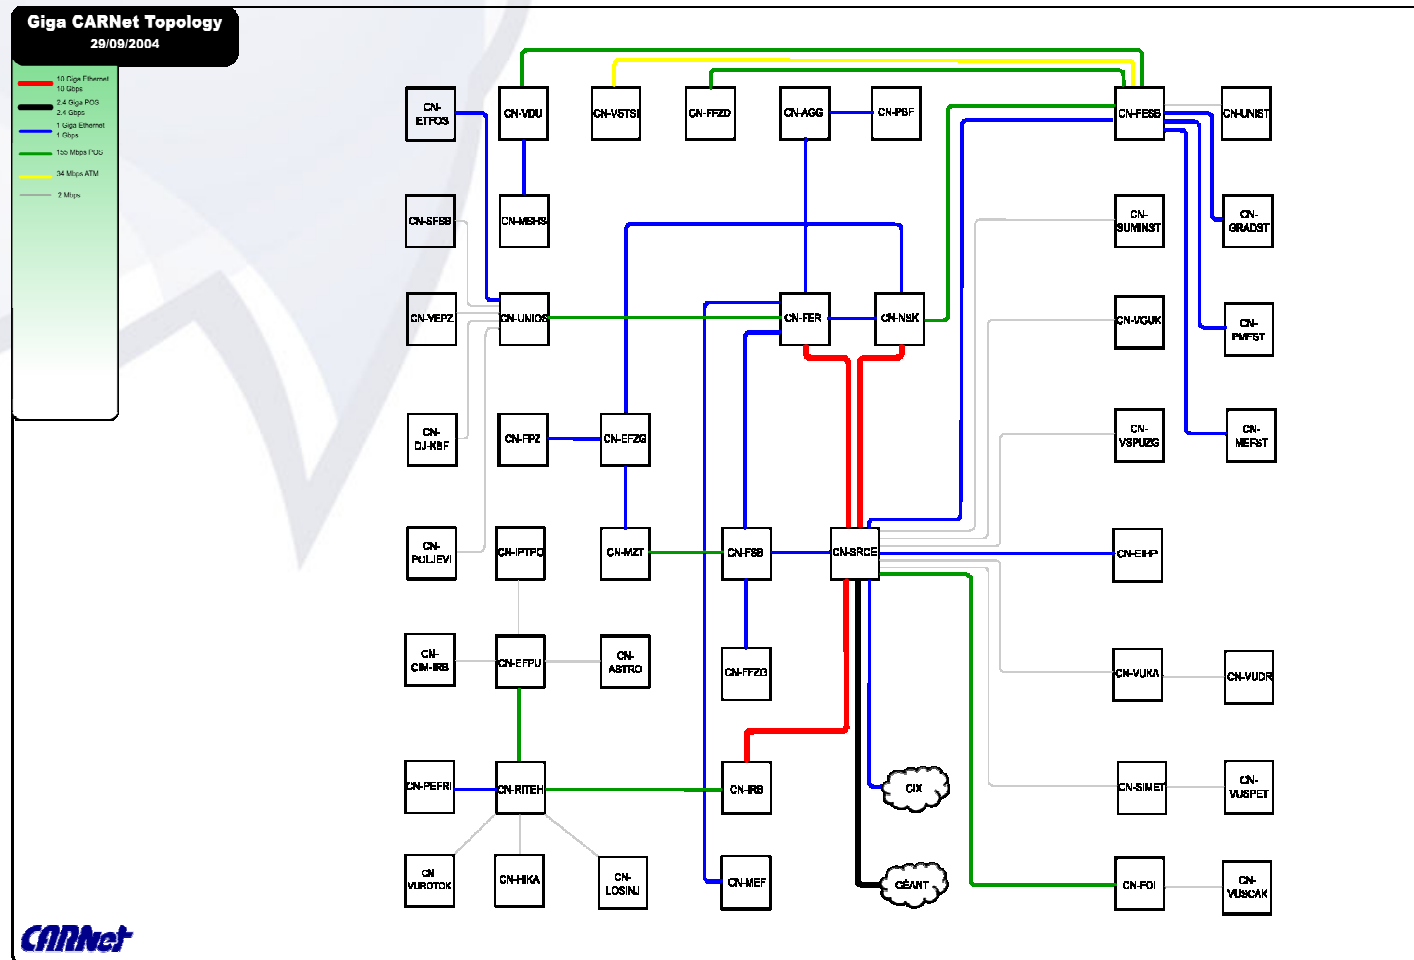 Giga CARNet Topology
29/09/2004
10 Giga Ethernet
10 Gbps
2.4 Giga POS
2.4 Gbps
1 Giga Ethernet
1 Gbps
155 Mbps POS
34 Mbps ATM
2 Mbps
CN-
ETFOS
CN-VDU
CN-VSTSI
CN-FFZD
CN-AGG
CN-PBF
CN-FESB
CN-UNIST
CN-SFSB
CN-MSHS
CN-
SUMINST
CN-
GRADST
CN-VEPZ
CN-UNIOS
CN-FER
CN-NSK
CN-VGUK
CN-
PMFST
CN-
DJ-KBF
CN-FPZ
CN-EFZG
CN-
VSPUZG
CN-
MEFST
CN-
POLJEVI
CN-IPTPO
CN-MZT
CN-FSB
CN-SRCE
CN-EIHP
CN-
CIM-IRB
CN-EFPU
CN-
ASTRO
CN-FFZG
CN-VUKA
CN-VUDR
CN-PEFRI
CN-RITEH
CN-IRB
CIX
CN-SIMET
CN-
VUSPET
CN
VUROTOK
CN-HIKA
CN-
LOSINJ
CN-MEF
GÉANT
CN-FOI
CN-
VUSCAK
CARNet